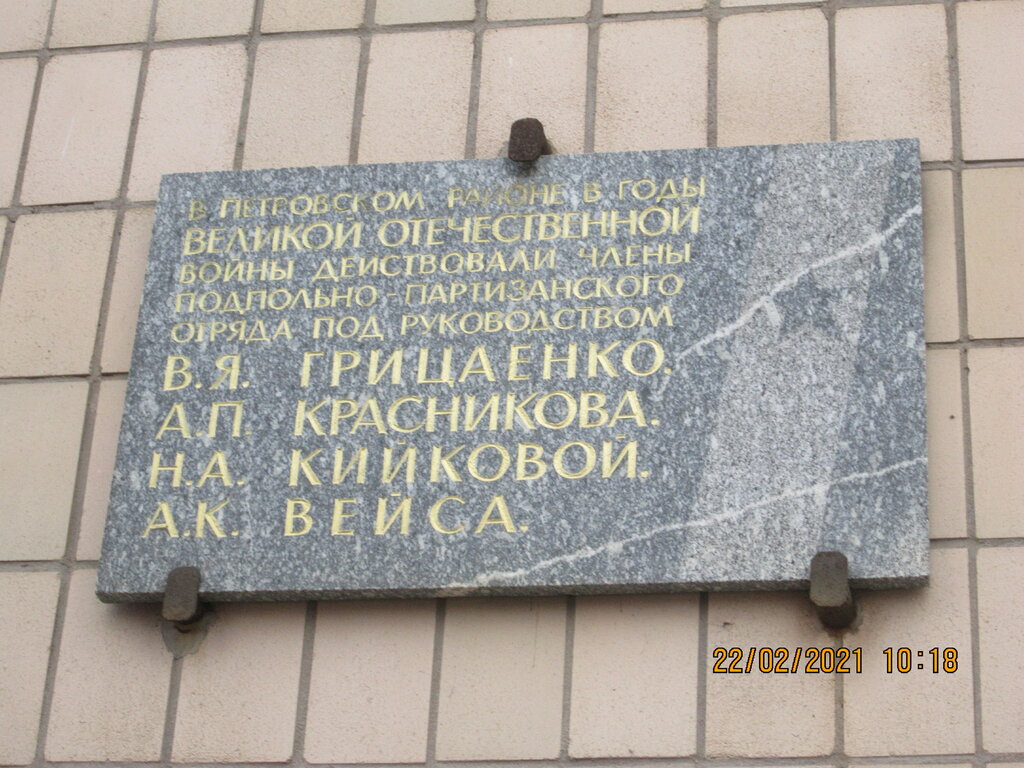 В ПЕТРОВСКОМ РАЙОНЕ В ГОДЫ
ВЕЛИКОЙ ОТЕЧЕСТВЕННОЙ
ВОЙНЫ ДЕЙСТВОВАЛИ ЧЛЕНЫ
ПОДПОЛЬНО-ПАРТИЗАНСКОГО
ОТРЯДА ПОД РУКОВОДСТВОМ
В.Я. ГРИЦАЕНКО.
А.П. КРАСНИКОВА.
Н.А. КИЙКОВОЙ.
А.К. ВЕЙСА.
22/02/2021 10:18